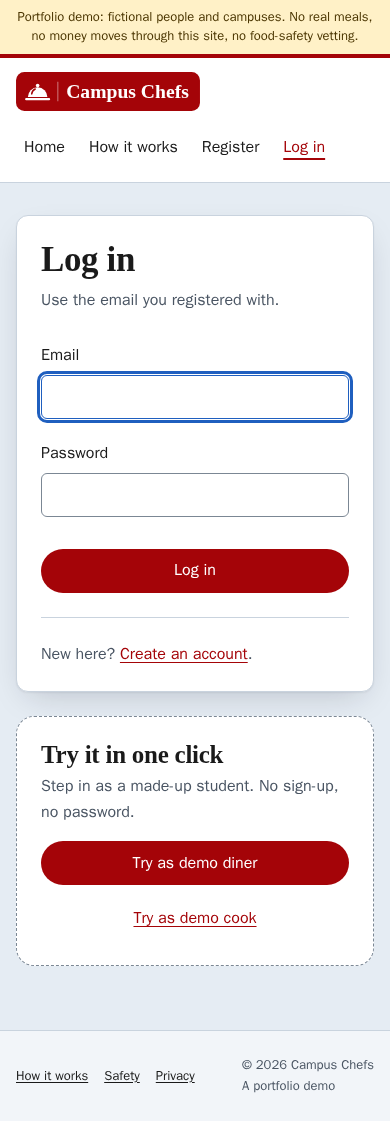 Portfolio demo: fictional people and campuses. No real meals,
no money moves through this site, no food-safety vetting.
Campus Chefs
Home How it works Register Log in
Log in
Use the email you registered with.
Email
Password
Log in
New here? Create an account.
Try it in one click
Step in as a made-up student. No sign-up,
no password.
Try as demo diner
Try as demo cook
How it works Safety Privacy
© 2026 Campus Chefs
A portfolio demo